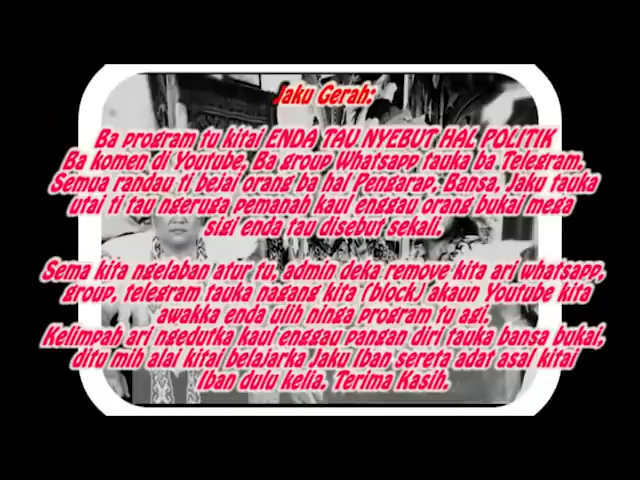 Jaku Gerah:
Ba program tu kitai ENDA TAU NYEBUT HAL POLITIK
Ba komen di Youtube, Ba group Whatsapp tauka ba Telegram,
Semua randau ti bejai orang ba hal Pengarap, Bansa, Jaku tauka
utai ti tau ngeruga pemanah kaul enggau orang bukai mega
sigi enda tau disebut sekali.
Sema kita ngelaban atur tu, admin deka remove kita ari whatsapp,
group, telegram tauka nagang kita (block) akaun Youtube kita
awakka enda ulih ninga program tu agi.
Kelimpah ari ngedutka kaul enggau pangan diri tauka bansa bukai,
ditu mih alai kitai belajarka Jaku Iban sereta adat asal kitai
Iban dulu kelia. Terima Kasih.